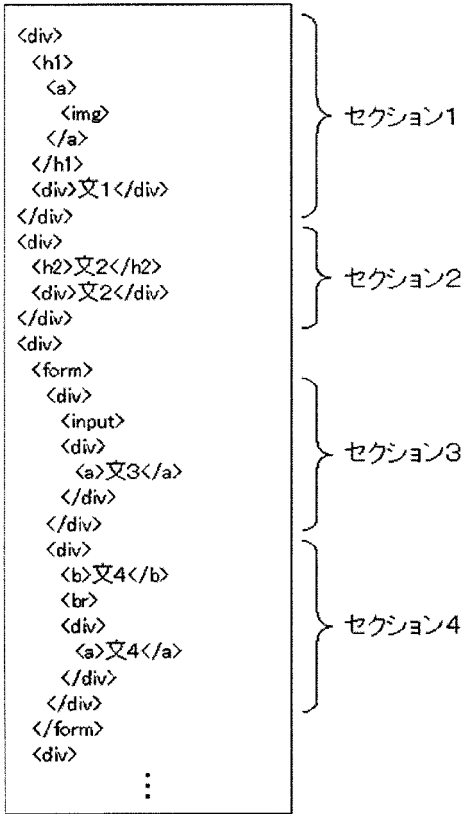 <div>
<h1>
<a>
<img>
</a>
</h1>
<div>文1</div>
</div>
セクション1
<div>
<h2>文2</h2>
<div>文2</div>
</div>
セクション2
<div>
<form>
<div>
<input>
<div>
<a>文3</a>
</div>
</div>
セクション3
<div>
<b>文4</b>
<br>
<div>
<a>文4</a>
</div>
</div>
セクション4
</form>
<div>
⋮